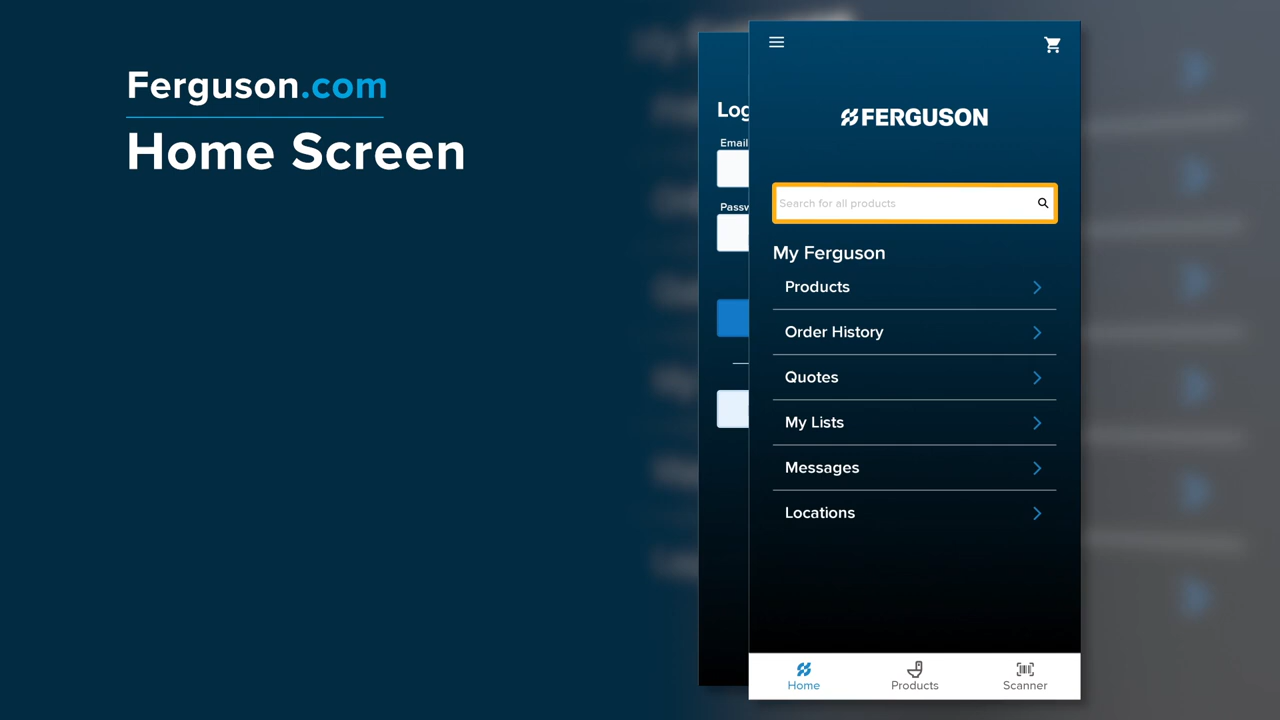 Ferguson.com
Home Screen
Log
Email
Passw
FERGUSON
Search for all products
My Ferguson
Products
Order History
Quotes
My Lists
Messages
Locations
Home
Products
Scanner